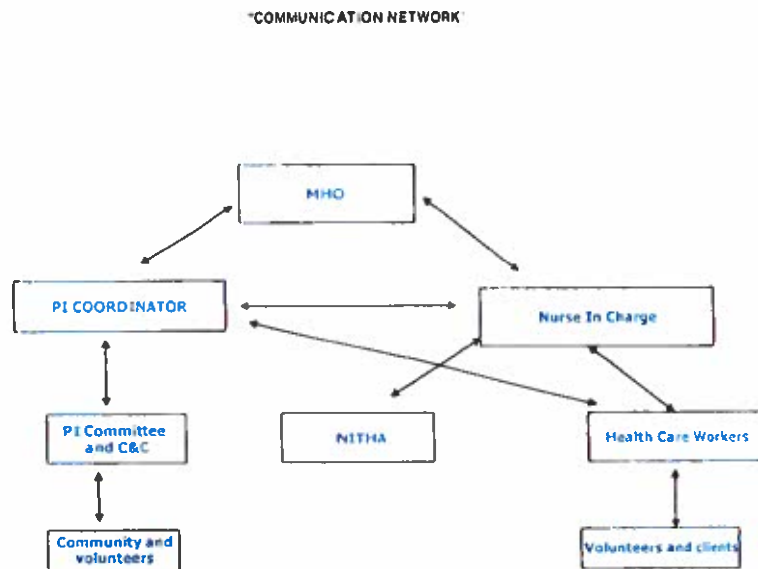 "COMMUNICATION NETWORK"
MHO
PI COORDINATOR
Nurse In Charge
PI Committee
and C&C
NITHA
Health Care Workers
Community and
volunteers
Volunteers and clients